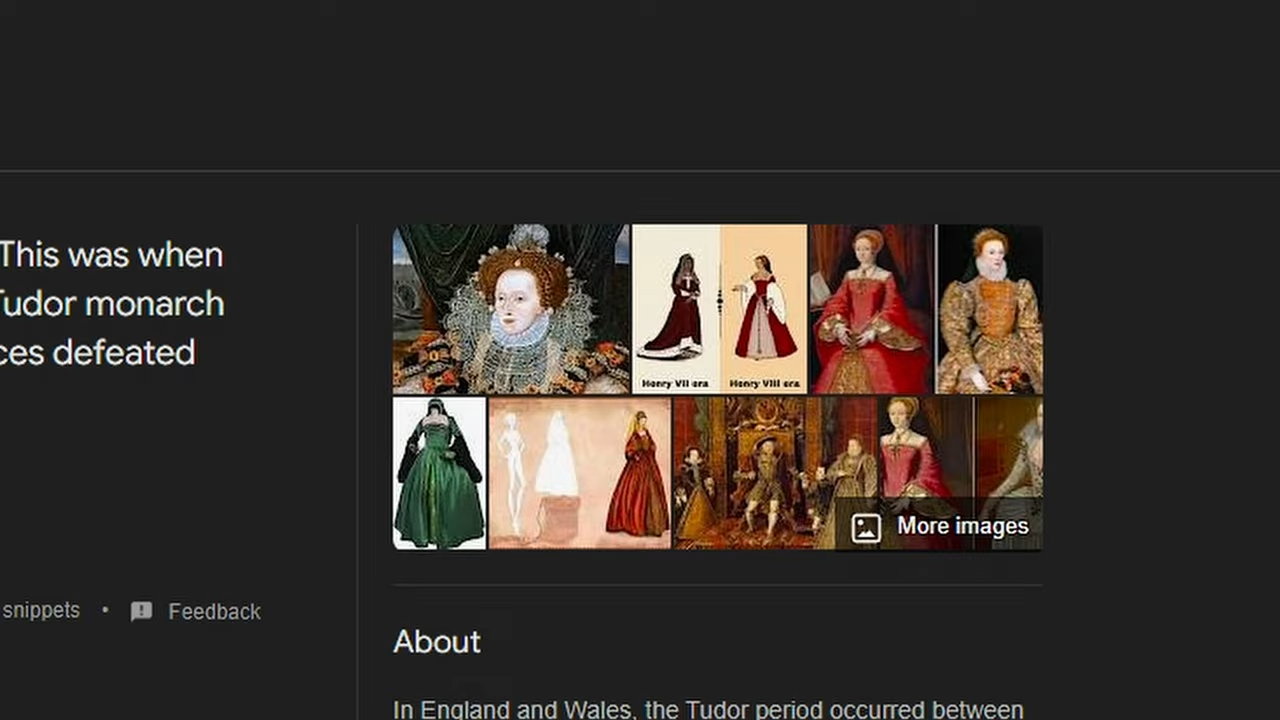 This was when
Tudor monarch
ces defeated
snippets • Feedback
Henry VII era
Henry VIII era
More images
About
In England and Wales, the Tudor period occurred between